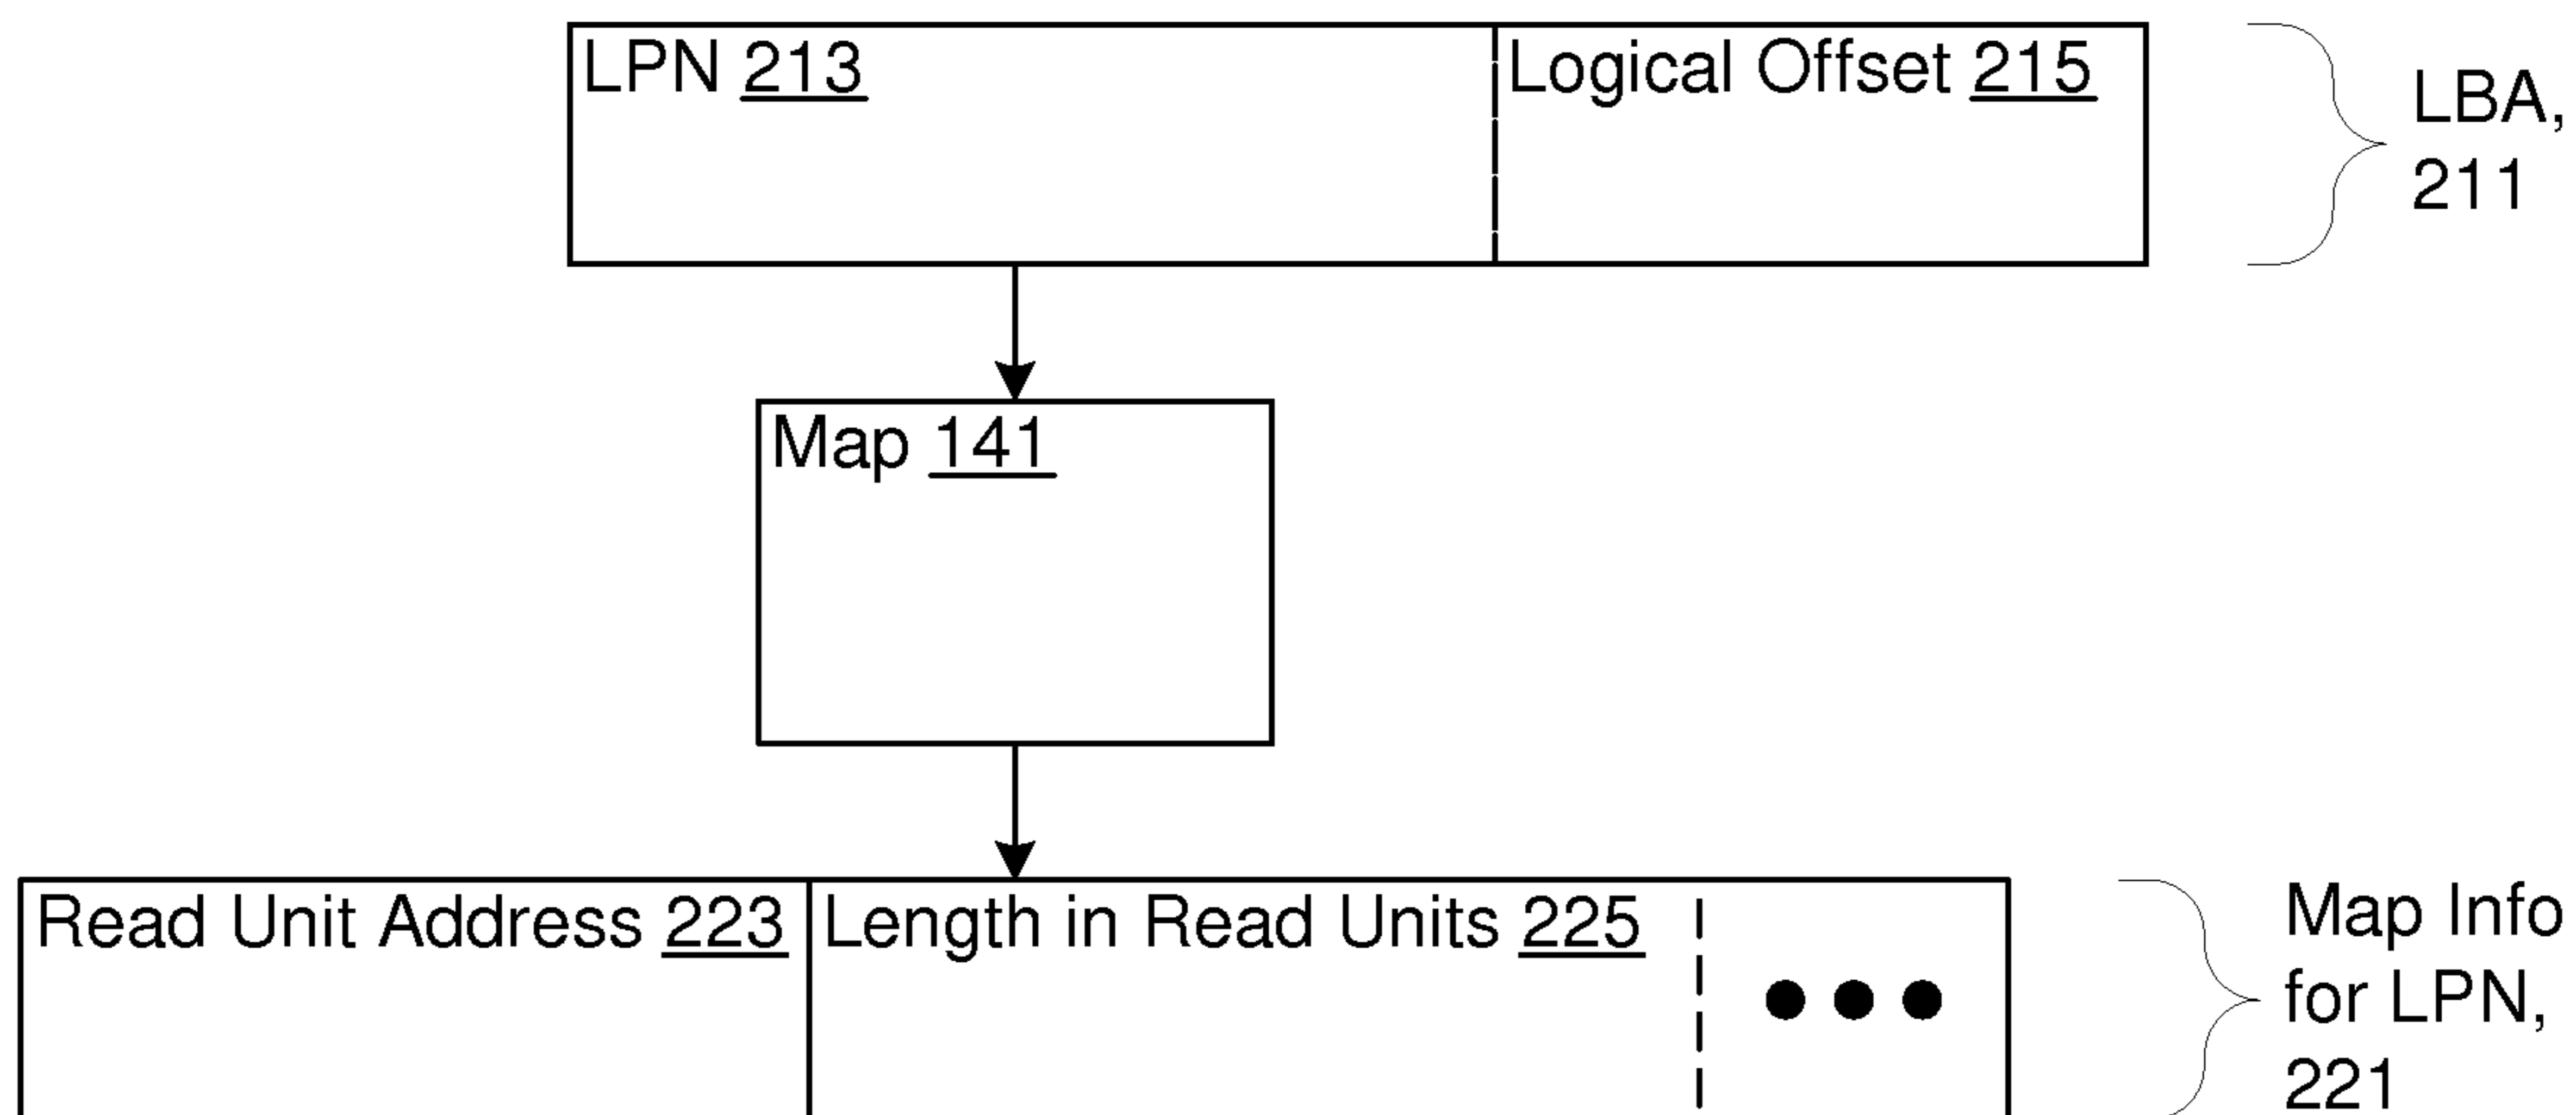 LPN 213
Logical Offset 215
LBA,
211
Map 141
Read Unit Address 223
Length in Read Units 225
Map Info
for LPN,
221